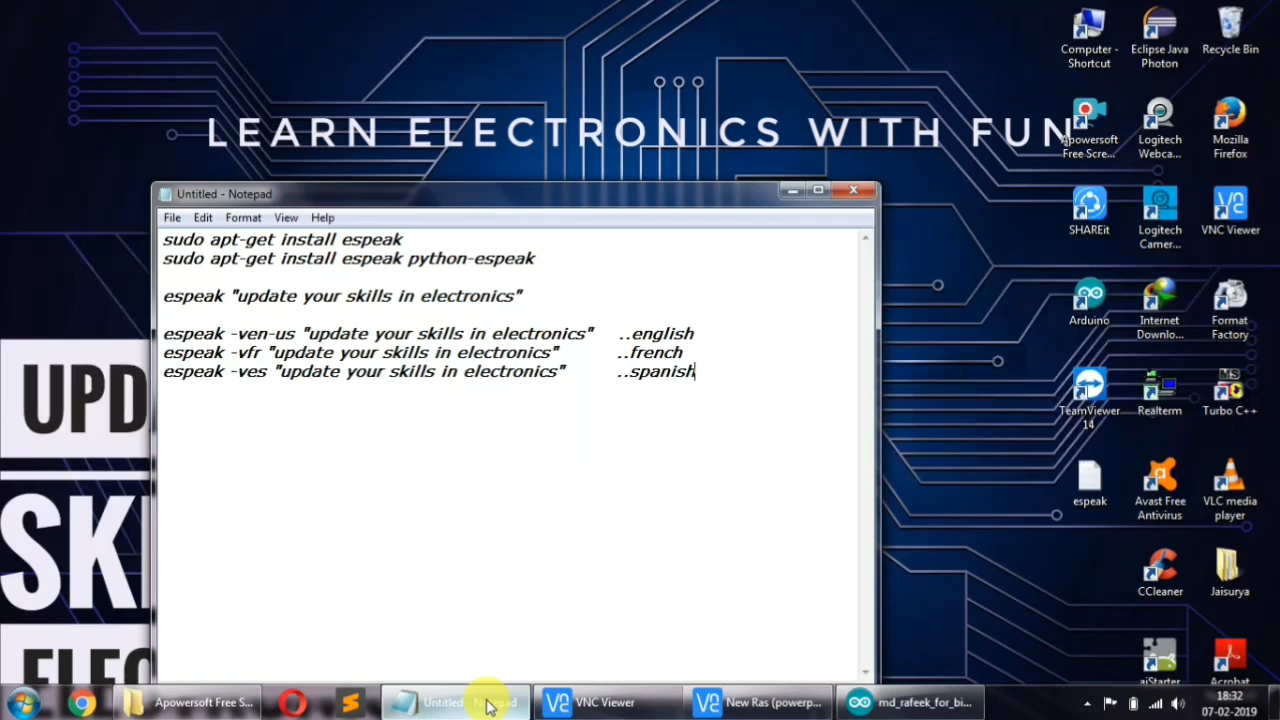 LEARN ELECTRONICS WITH FUN
Computer - Shortcut
Eclipse Java Photon
Recycle Bin
Apowersoft Free Scre...
Logitech Webca...
Mozilla Firefox
SHAREit
Logitech Camer...
VNC Viewer
Arduino
Internet Downlo...
Format Factory
TeamViewer 14
Realterm
Turbo C++
espeak
Avast Free Antivirus
VLC media player
CCleaner
Jaisurya
aiStarter
Acrobat
Untitled - Notepad
File Edit Format View Help
sudo apt-get install espeak
sudo apt-get install espeak python-espeak
espeak "update your skills in electronics"
espeak -ven-us "update your skills in electronics" ..english
espeak -vfr "update your skills in electronics" ..french
espeak -ves "update your skills in electronics" ..spanish
UPD
SK
ELEC
Apowersoft Free S...
Untitled - Notepad
VNC Viewer
New Ras (powerp...
md_rafeek_for_bi...
18:32
07-02-2019